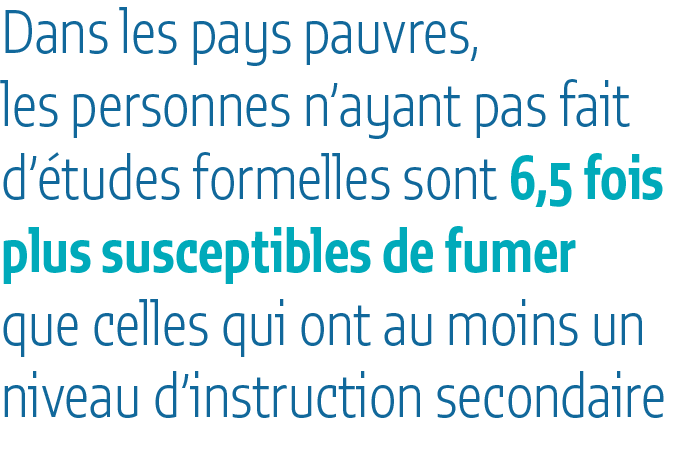 Dans les pays pauvres,
les personnes n’ayant pas fait
d’études formelles sont 6,5 fois
plus susceptibles de fumer
que celles qui ont au moins un
niveau d’instruction secondaire